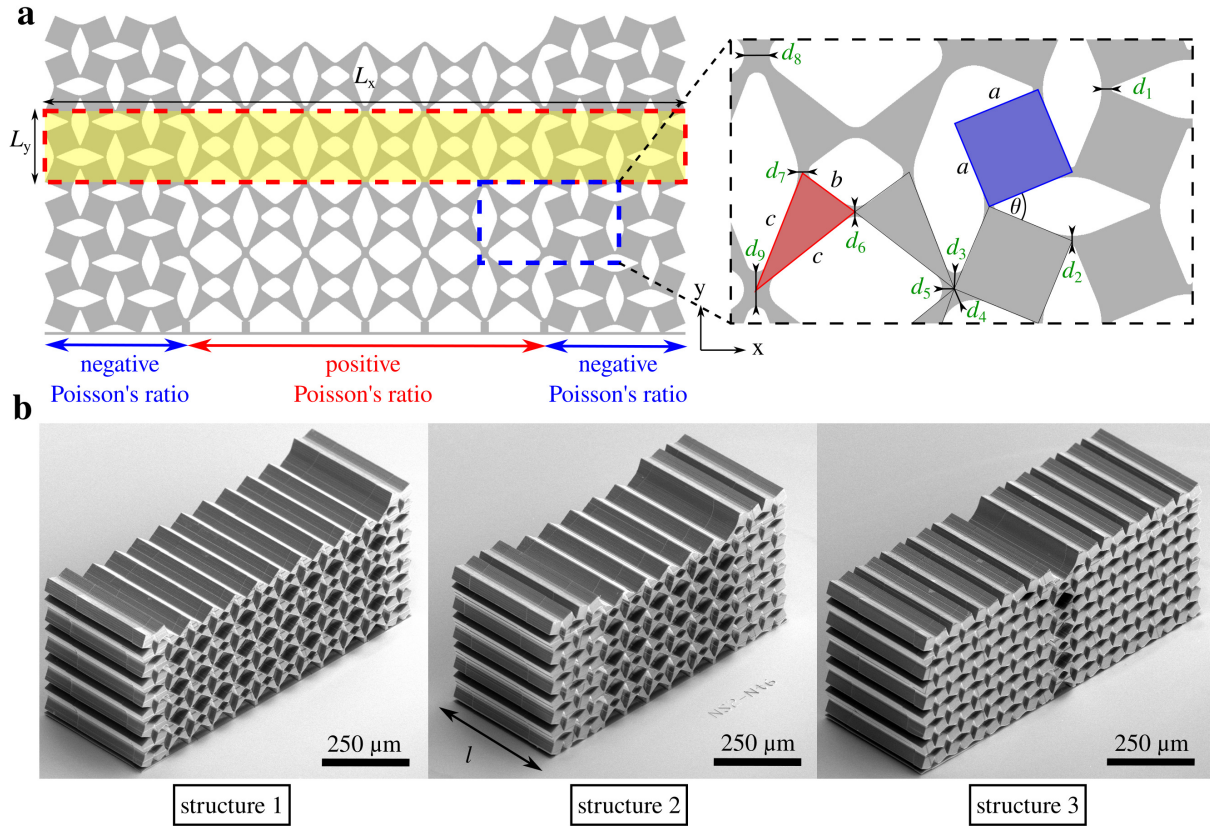 a
Lx
Ly
negative
Poisson's ratio
positive
Poisson's ratio
negative
Poisson's ratio
y
x
d8
d1
a
a
b
d7
θ
c
c
d6
d9
d3
d2
d5
d4
b
250 µm
l
250 µm
250 µm
structure 1
structure 2
structure 3